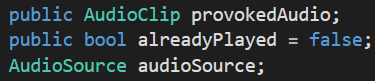 public AudioClip provokedAudio;
public bool alreadyPlayed = false;
AudioSource audioSource;